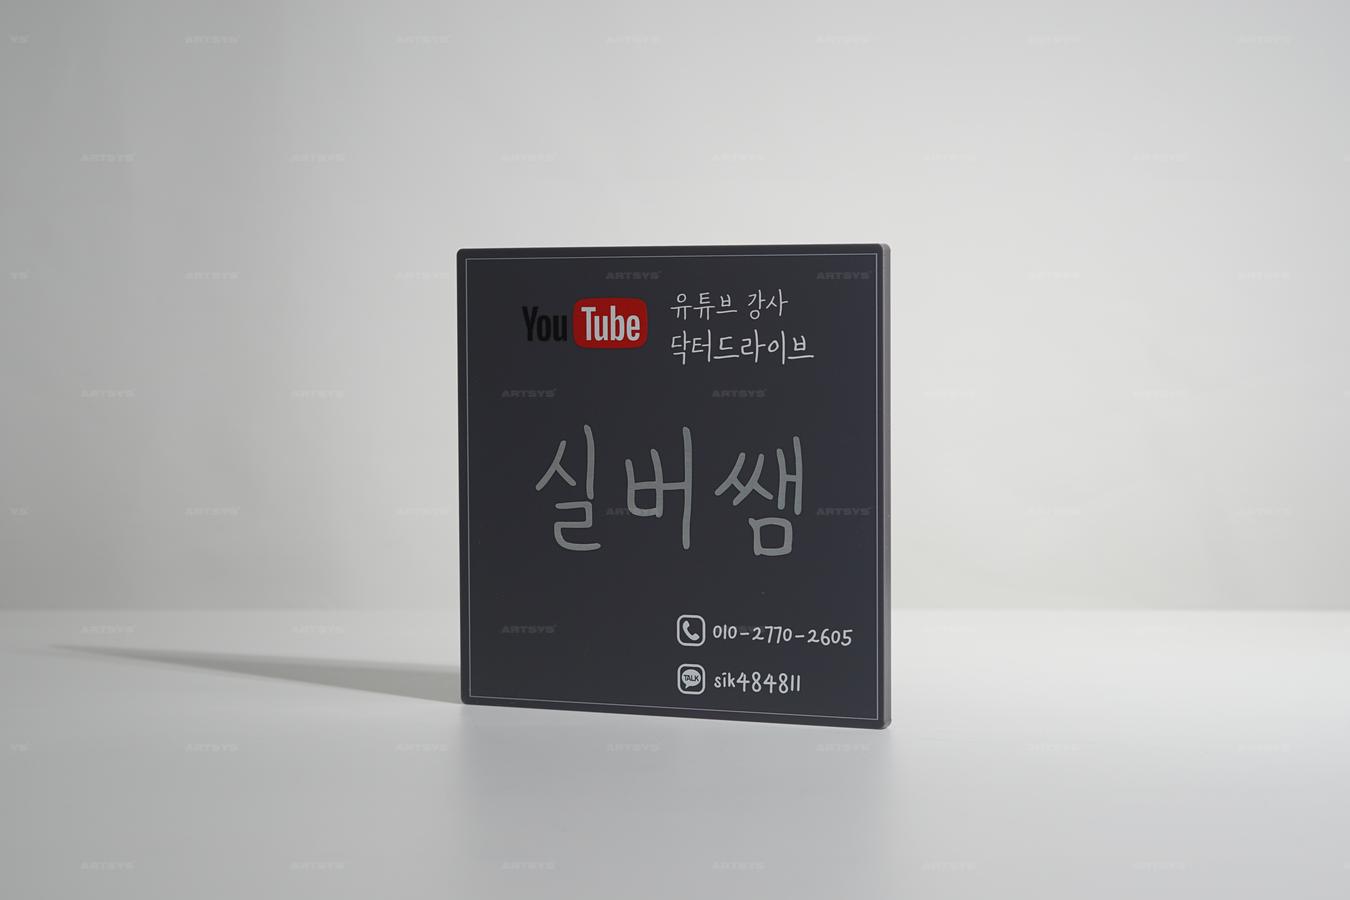 YouTube
유튜브 강사
닥터드라이브
실버쌤
010-2770-2605
TALK
sik484811
ARTSYS